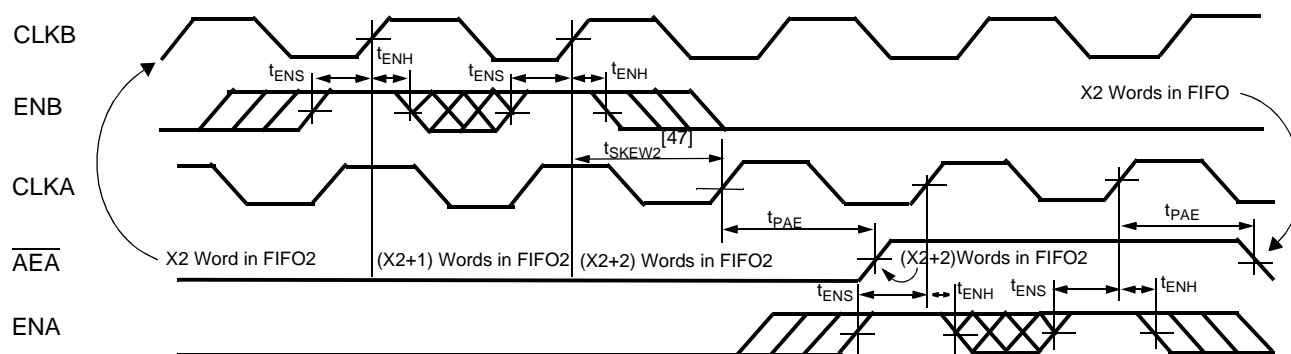 CLKB
tENH
tENS
tENS
tENH
ENB
X2 Words in FIFO
[47]
tSKEW2
CLKA
tPAE
tPAE
AEA
X2 Word in FIFO2
(X2+1) Words in FIFO2
(X2+2) Words in FIFO2
(X2+2)Words in FIFO2
tENS
tENH
tENS
tENH
ENA